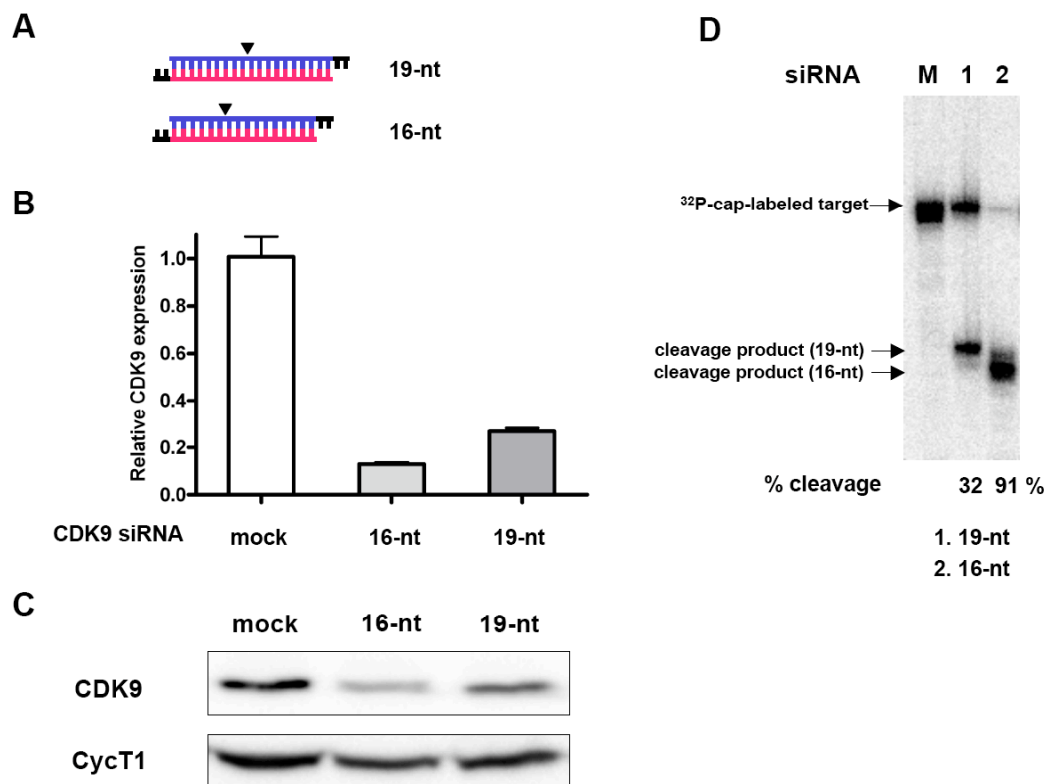 A
19-nt
16-nt
B
Relative CDK9 expression
1.0
0.8
0.6
0.4
0.2
0.0
CDK9 siRNA mock 16-nt 19-nt
C
mock 16-nt 19-nt
CDK9
CycT1
D
siRNA M 1 2
32P-cap-labeled target
cleavage product (19-nt)
cleavage product (16-nt)
% cleavage 32 91 %
1. 19-nt
2. 16-nt